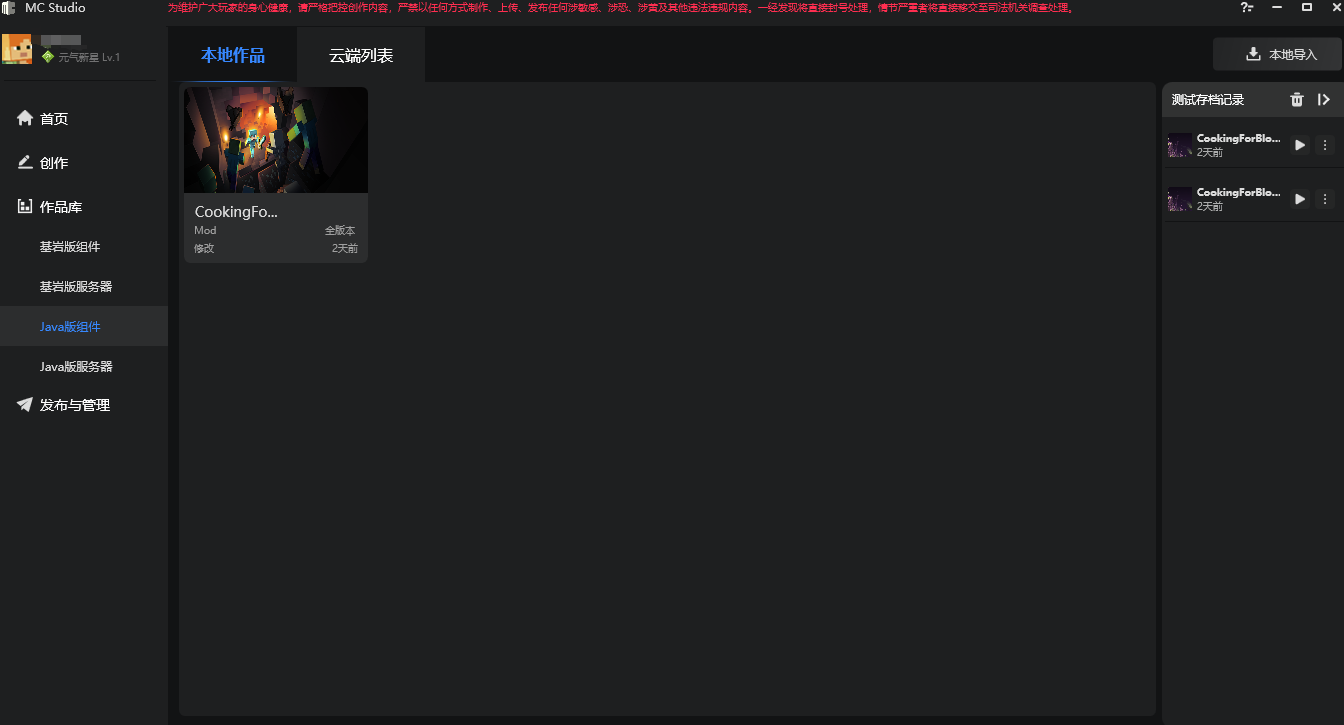 MC Studio
为维护广大玩家的身心健康，请严格把控创作内容，严禁以任何方式制作、上传、发布任何涉敏感、涉恐、涉黄及其他违法违规内容。一经发现将直接封号处理，情节严重者将直接移交至司法机关调查处理。
元气新星 Lv.1
首页
创作
作品库
基岩版组件
基岩版服务器
Java版组件
Java版服务器
发布与管理
本地作品
云端列表
本地导入
CookingFo...
Mod
全版本
修改
2天前
测试存档记录
CookingForBlo...
2天前
CookingForBlo...
2天前